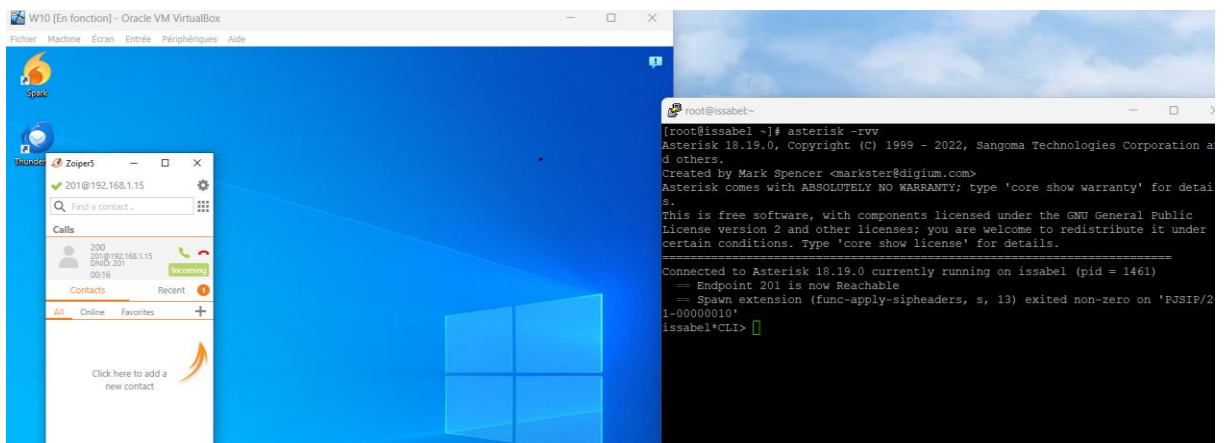 W10 [En fonction] - Oracle VM VirtualBox
Fichier Machine Écran Entrée Périphériques Aide
Spark
Thunder
Zoiper5
201@192.168.1.15
Find a contact ..
Calls
200
201@192.168.1.15
DNID: 201
00:16
Incoming
Contacts Recent 1
All Online Favorites +
Click here to add a
new contact
root@issabel:~
[root@issabel ~]# asterisk -rvv
Asterisk 18.19.0, Copyright (C) 1999 - 2022, Sangoma Technologies Corporation a
d others.
Created by Mark Spencer <markster@digium.com>
Asterisk comes with ABSOLUTELY NO WARRANTY; type 'core show warranty' for detai
s.
This is free software, with components licensed under the GNU General Public
License version 2 and other licenses; you are welcome to redistribute it under
certain conditions. Type 'core show license' for details.
=========================================================================
Connected to Asterisk 18.19.0 currently running on issabel (pid = 1461)
== Endpoint 201 is now Reachable
== Spawn extension (func-apply-sipheaders, s, 13) exited non-zero on 'PJSIP/2
1-00000010'
issabel*CLI>